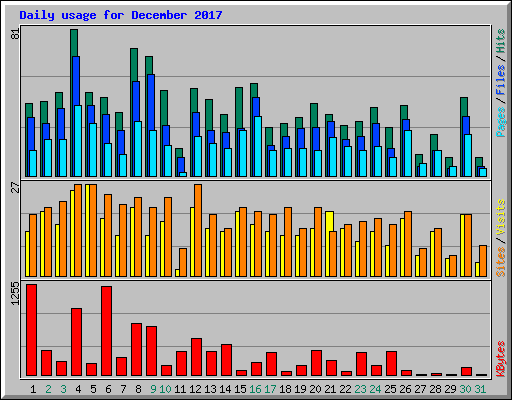 Daily usage for December 2017
81
Pages / Files / Hits
27
Sites / Visits
1255
KBytes
1 2 3 4 5 6 7 8 9 10 11 12 13 14 15 16 17 18 19 20 21 22 23 24 25 26 27 28 29 30 31